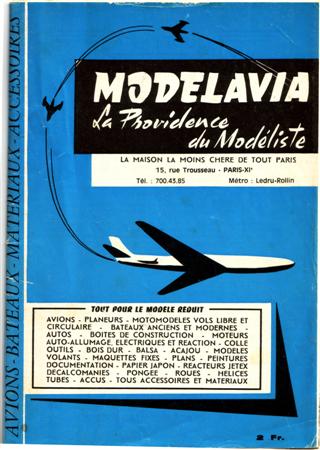 AVIONS-BATEAUX-MATERIAUX-ACCESSOIRES
MODELAVIA
La Providence
du Modéliste
LA MAISON LA MOINS CHERE DE TOUT PARIS
15, rue Trousseau - PARIS-XIe
Tél. : 700.43.85 Métro : Ledru-Rollin
TOUT POUR LE MODELE REDUIT
AVIONS - PLANEURS - MOTOMODELES VOLS LIBRE ET
CIRCULAIRE - BATEAUX ANCIENS ET MODERNES -
AUTOS - BOITES DE CONSTRUCTION - MOTEURS
AUTO-ALLUMAGE, ELECTRIQUES ET REACTION - COLLE
OUTILS - BOIS DUR - BALSA - ACAJOU - MODELES
VOLANTS - MAQUETTES FIXES - PLANS - PEINTURES
DOCUMENTATION - PAPIER JAPON - REACTEURS JETEX
DECALCOMANIES - PONGEE - ROUES - HELICES
TUBES - ACCUS - TOUS ACCESSOIRES ET MATERIAUX
2 Fr.